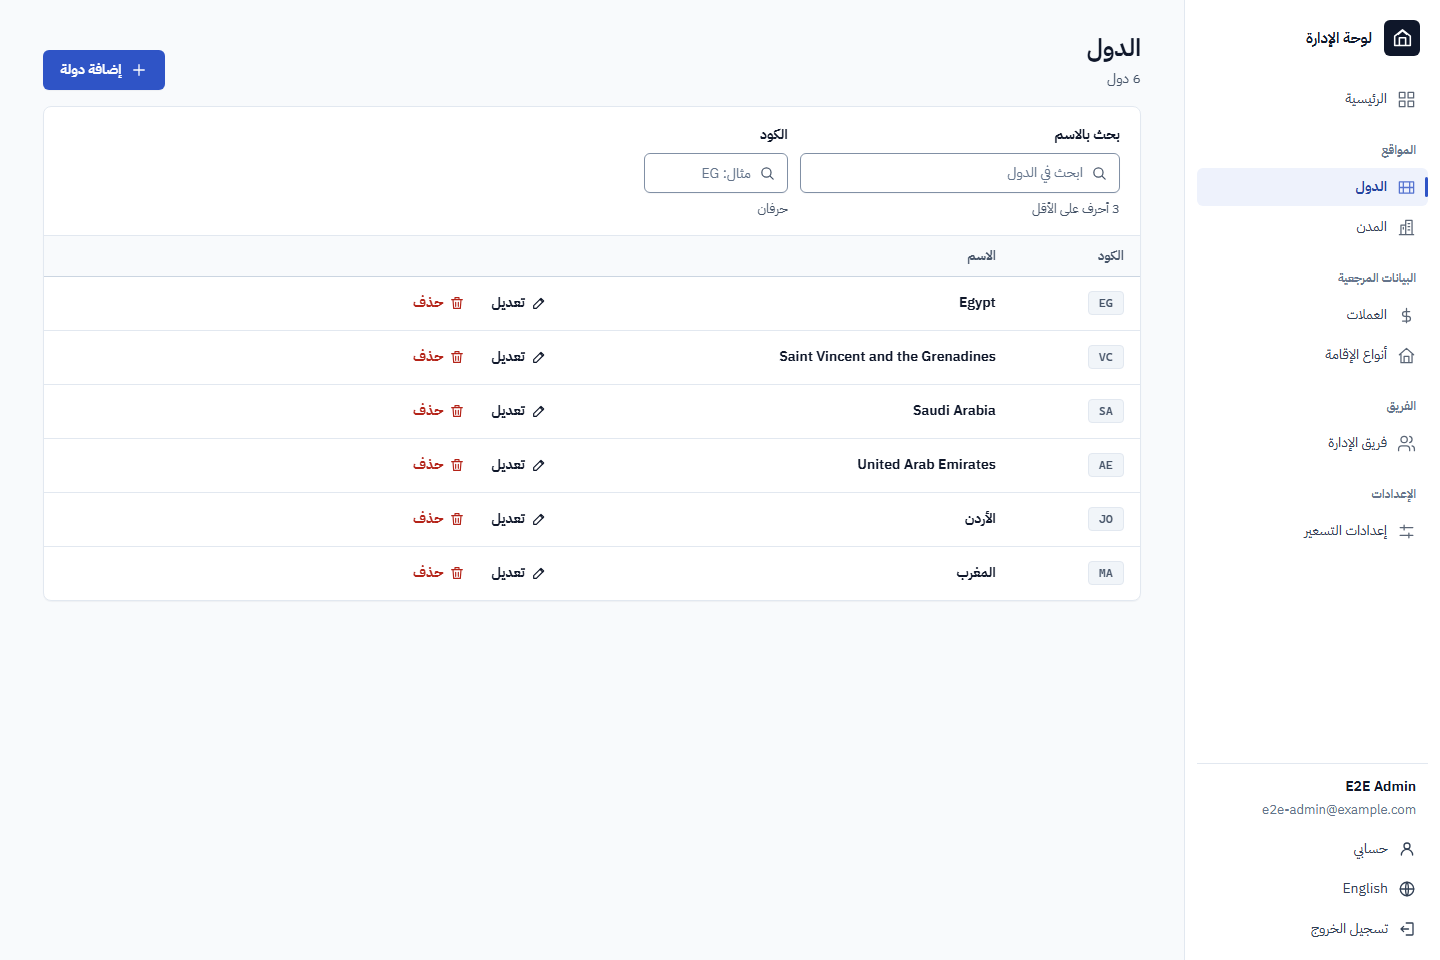 لوحة الإدارة
الرئيسية
المواقع
الدول
المدن
البيانات المرجعية
العملات
أنواع الإقامة
الفريق
فريق الإدارة
الإعدادات
إعدادات التسعير
E2E Admin
e2e-admin@example.com
حسابي
English
تسجيل الخروج
الدول
6 دول
إضافة دولة
بحث بالاسم
ابحث في الدول
3 أحرف على الأقل
الكود
مثال: EG
حرفان
الكود الاسم
EG Egypt تعديل حذف
VC Saint Vincent and the Grenadines تعديل حذف
SA Saudi Arabia تعديل حذف
AE United Arab Emirates تعديل حذف
JO الأردن تعديل حذف
MA المغرب تعديل حذف